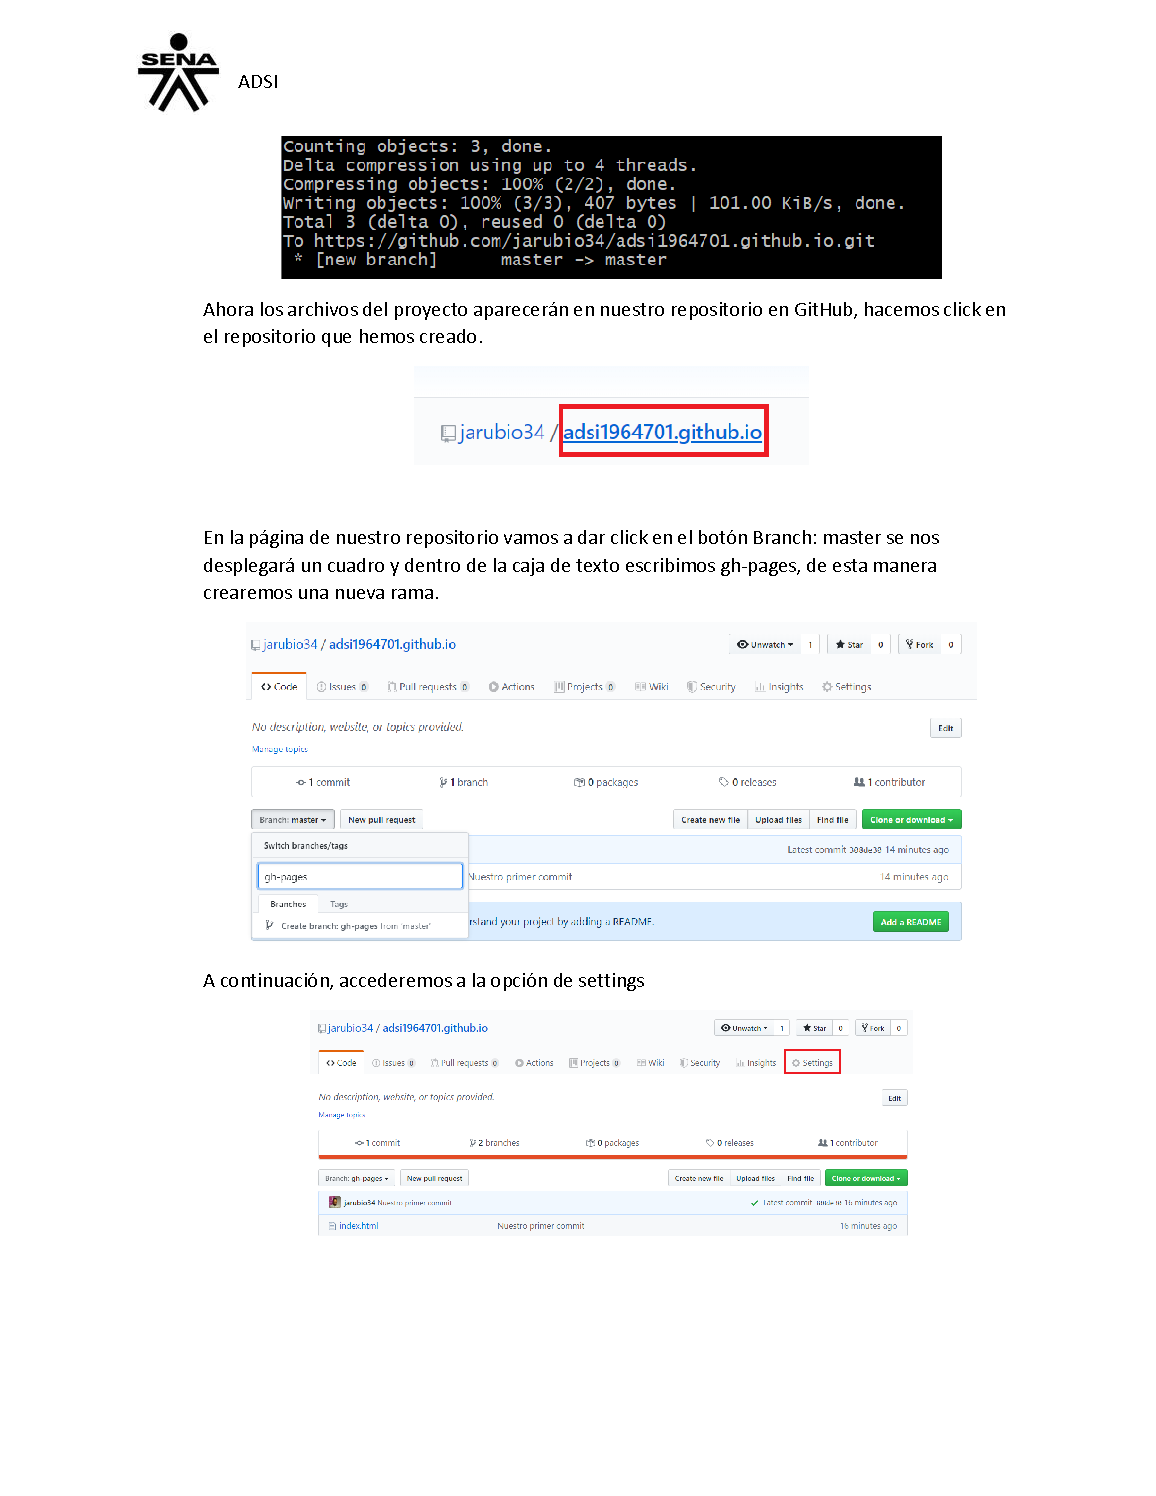 SENA
ADSI
Counting objects: 3, done.
Delta compression using up to 4 threads.
Compressing objects: 100% (2/2), done.
Writing objects: 100% (3/3), 407 bytes | 101.00 KiB/s, done.
Total 3 (delta 0), reused 0 (delta 0)
To https://github.com/jarubio34/adsi1964701.github.io.git
* [new branch] master -> master
Ahora los archivos del proyecto aparecerán en nuestro repositorio en GitHub, hacemos click en
el repositorio que hemos creado.
jarubio34 / adsi1964701.github.io
En la página de nuestro repositorio vamos a dar click en el botón Branch: master se nos
desplegará un cuadro y dentro de la caja de texto escribimos gh-pages, de esta manera
crearemos una nueva rama.
jarubio34 / adsi1964701.github.io Unwatch 1 Star 0 Fork 0
Code Issues 0 Pull requests 0 Actions Projects 0 Wiki Security Insights Settings
No description, website, or topics provided. Edit
Manage topics
1 commit 1 branch 0 packages 0 releases 1 contributor
Branch: master New pull request Create new file Upload files Find file Clone or download
Switch branches/tags
Latest commit 14 minutes ago
gh-pages
Nuestro primer commit 14 minutes ago
Branches Tags
rstand your project by adding a README. Add a README
Create branch: gh-pages from 'master'
A continuación, accederemos a la opción de settings
jarubio34 / adsi1964701.github.io Unwatch 1 Star 0 Fork 0
Code Issues 0 Pull requests 0 Actions Projects 0 Wiki Security Insights Settings
No description, website, or topics provided. Edit
Manage topics
1 commit 2 branches 0 packages 0 releases 1 contributor
Branch: gh-pages New pull request Create new file Upload files Find file Clone or download
jarubio34 Nuestro primer commit Latest commit 16 minutes ago
index.html Nuestro primer commit 16 minutes ago